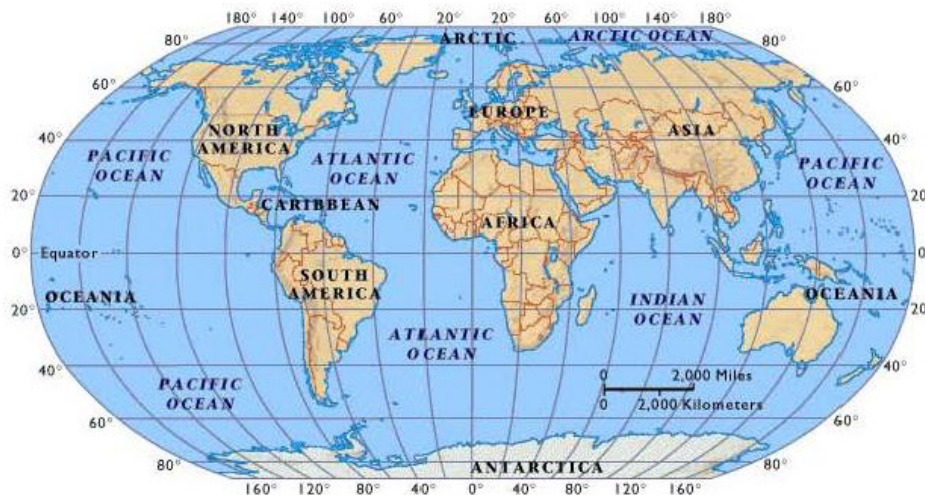 180° 140° 100° 60° 20° 0° 20° 60° 100° 140° 180°
80° ARCTIC ARCTIC OCEAN 80°
60° 60°
EUROPE
NORTH AMERICA
ASIA
40° 40°
PACIFIC OCEAN
ATLANTIC OCEAN
PACIFIC OCEAN
20° 20°
CARIBBEAN
AFRICA
Equator 0° 0°
SOUTH AMERICA
OCEANIA
INDIAN OCEAN
OCEANIA
20° 20
ATLANTIC OCEAN
40° 40°
PACIFIC OCEAN
0 2,000 Miles
0 2,000 Kilometers
60° 60°
80° ANTARCTICA 80°
160° 120° 80° 40° 0° 40° 80° 120° 160°